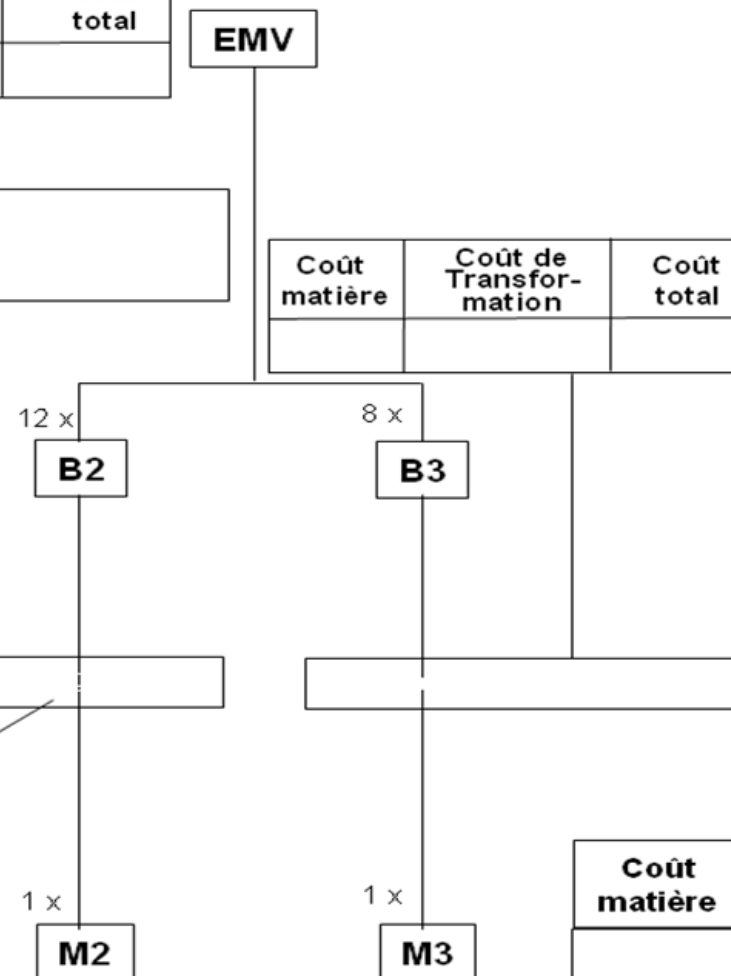 total
EMV
Coût
matière
Coût de
Transfor-
mation
Coût
total
12 x
8 x
B2
B3
1 x
1 x
Coût
matière
M2
M3